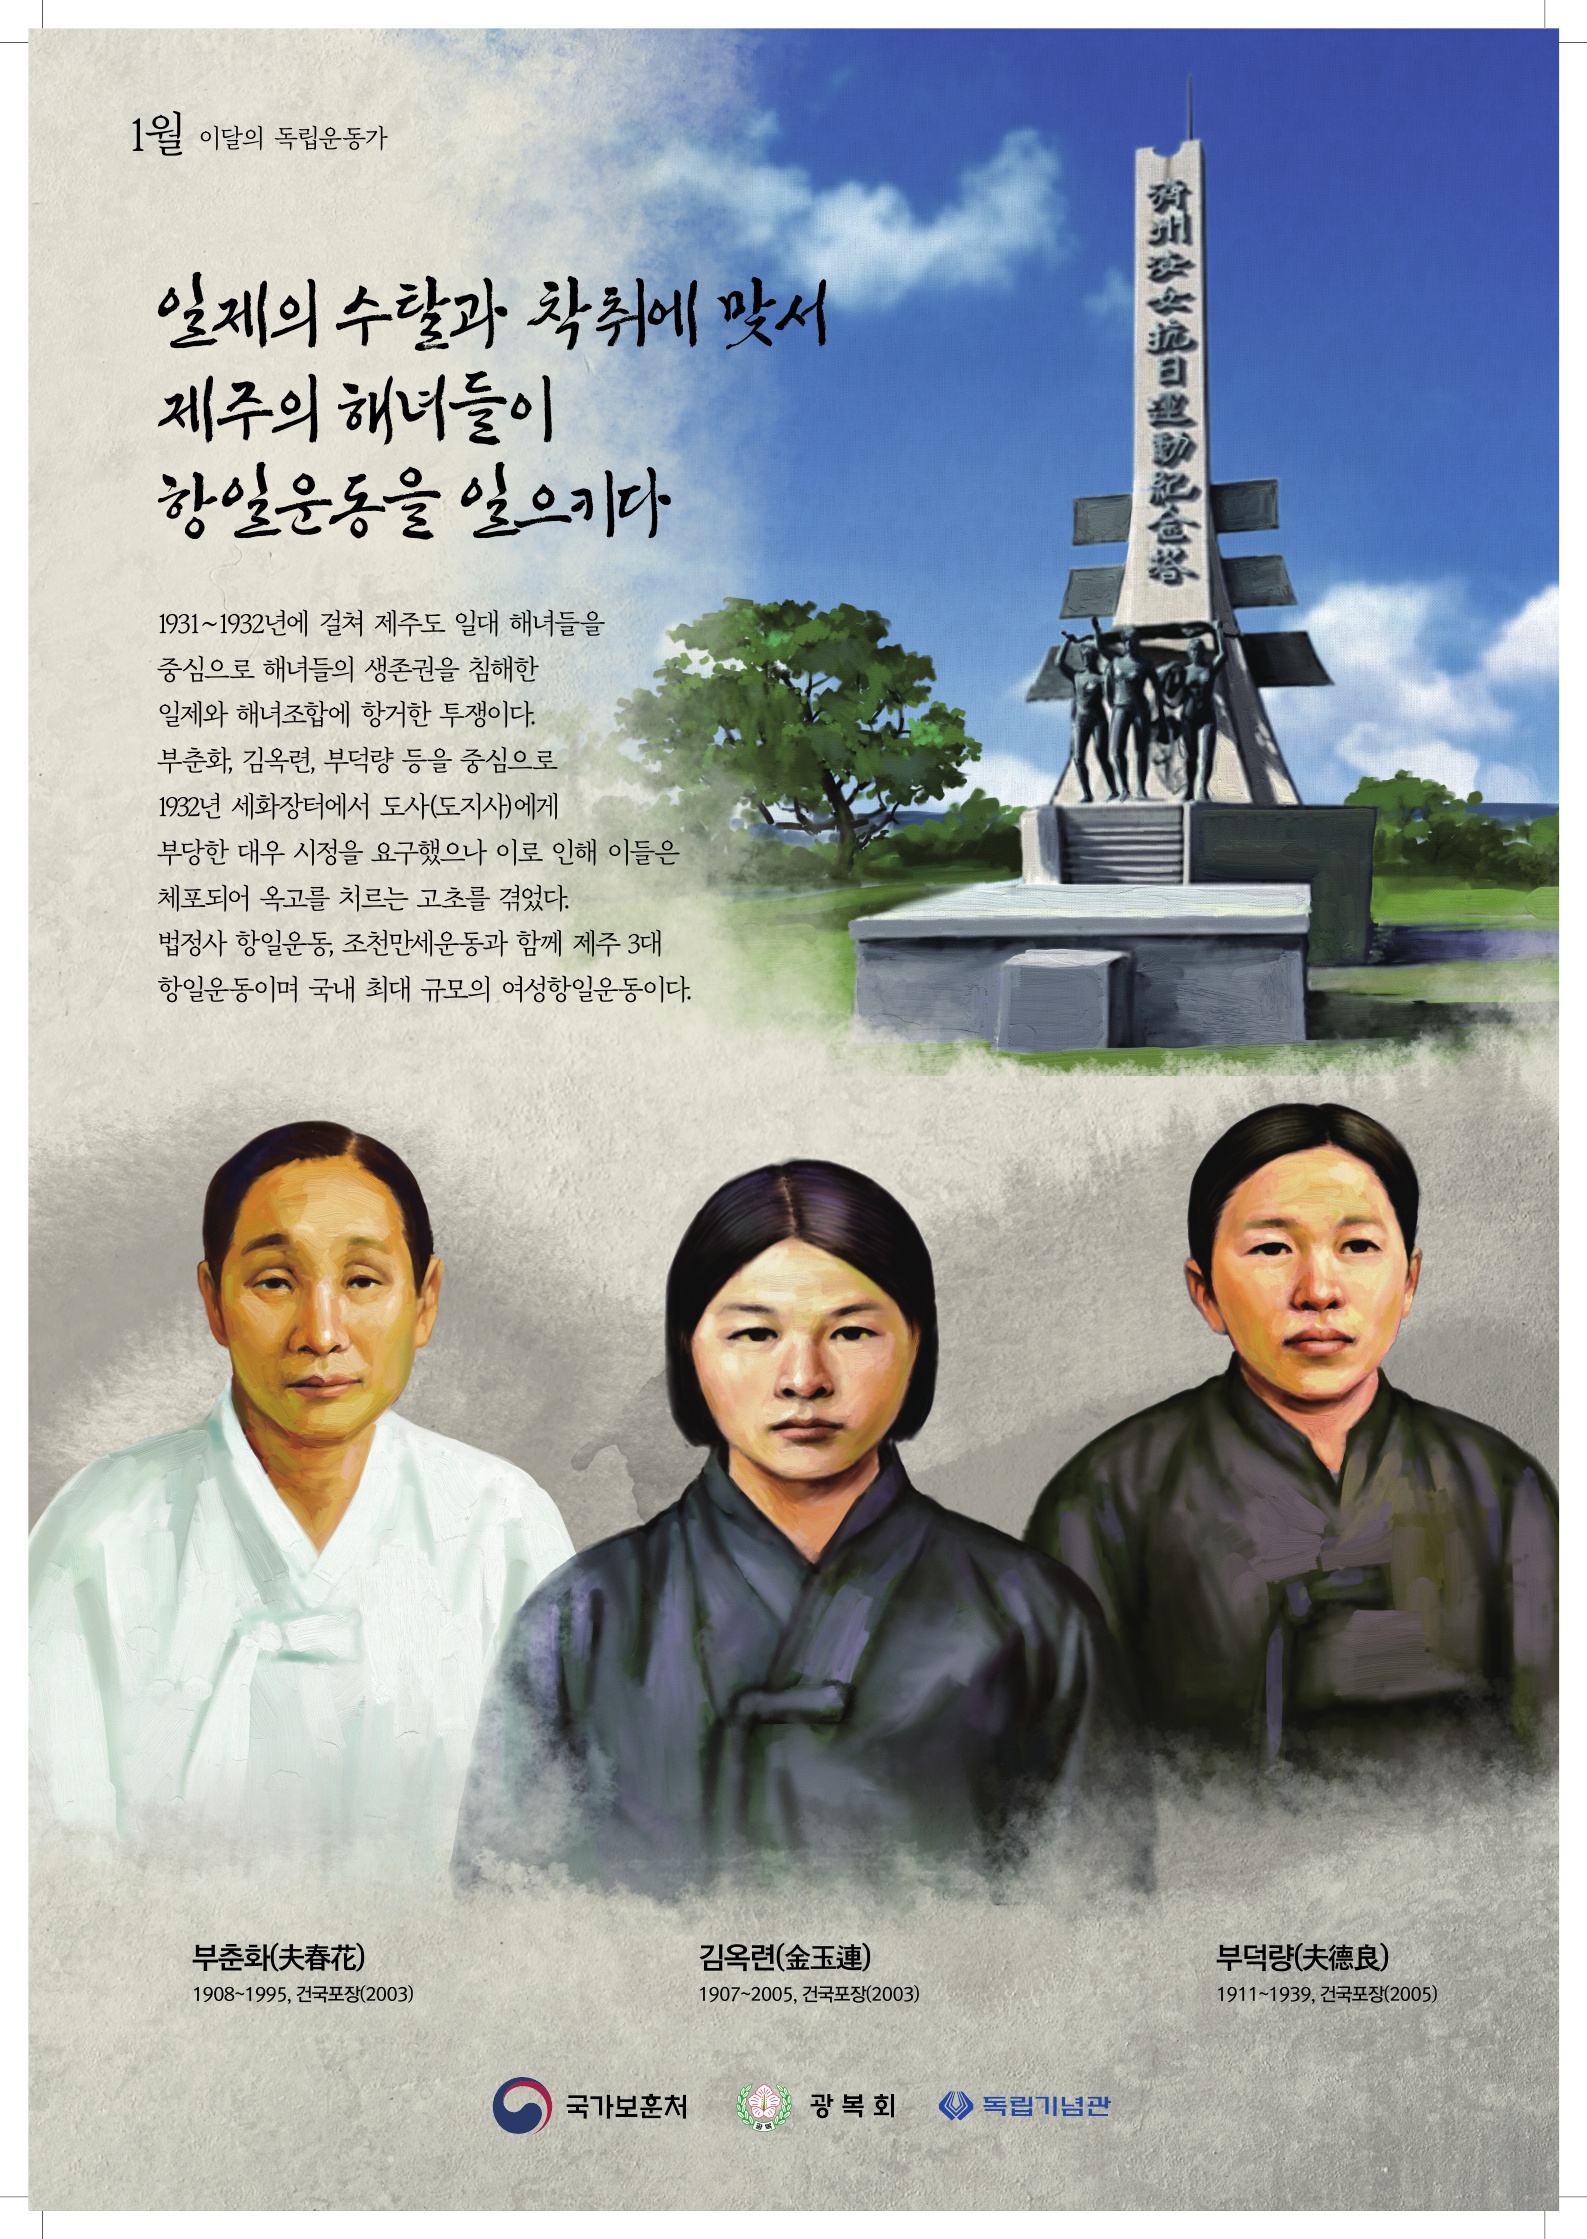 1월 이달의 독립운동가
일제의 수탈과 착취에 맞서
제주의 해녀들이
항일운동을 일으키다
1931~1932년에 걸쳐 제주도 일대 해녀들을
중심으로 해녀들의 생존권을 침해한
일제와 해녀조합에 항거한 투쟁이다.
부춘화, 김옥련, 부덕량 등을 중심으로
1932년 세화장터에서 도사(도지사)에게
부당한 대우 시정을 요구했으나 이로 인해 이들은
체포되어 옥고를 치르는 고초를 겪었다.
법정사 항일운동, 조천만세운동과 함께 제주 3대
항일운동이며 국내 최대 규모의 여성항일운동이다.
濟州海女抗日運動紀念塔
부춘화(夫春花)
1908~1995, 건국포장(2003)
김옥련(金玉連)
1907~2005, 건국포장(2003)
부덕량(夫德良)
1911~1939, 건국포장(2005)
국가보훈처
광복회
독립기념관